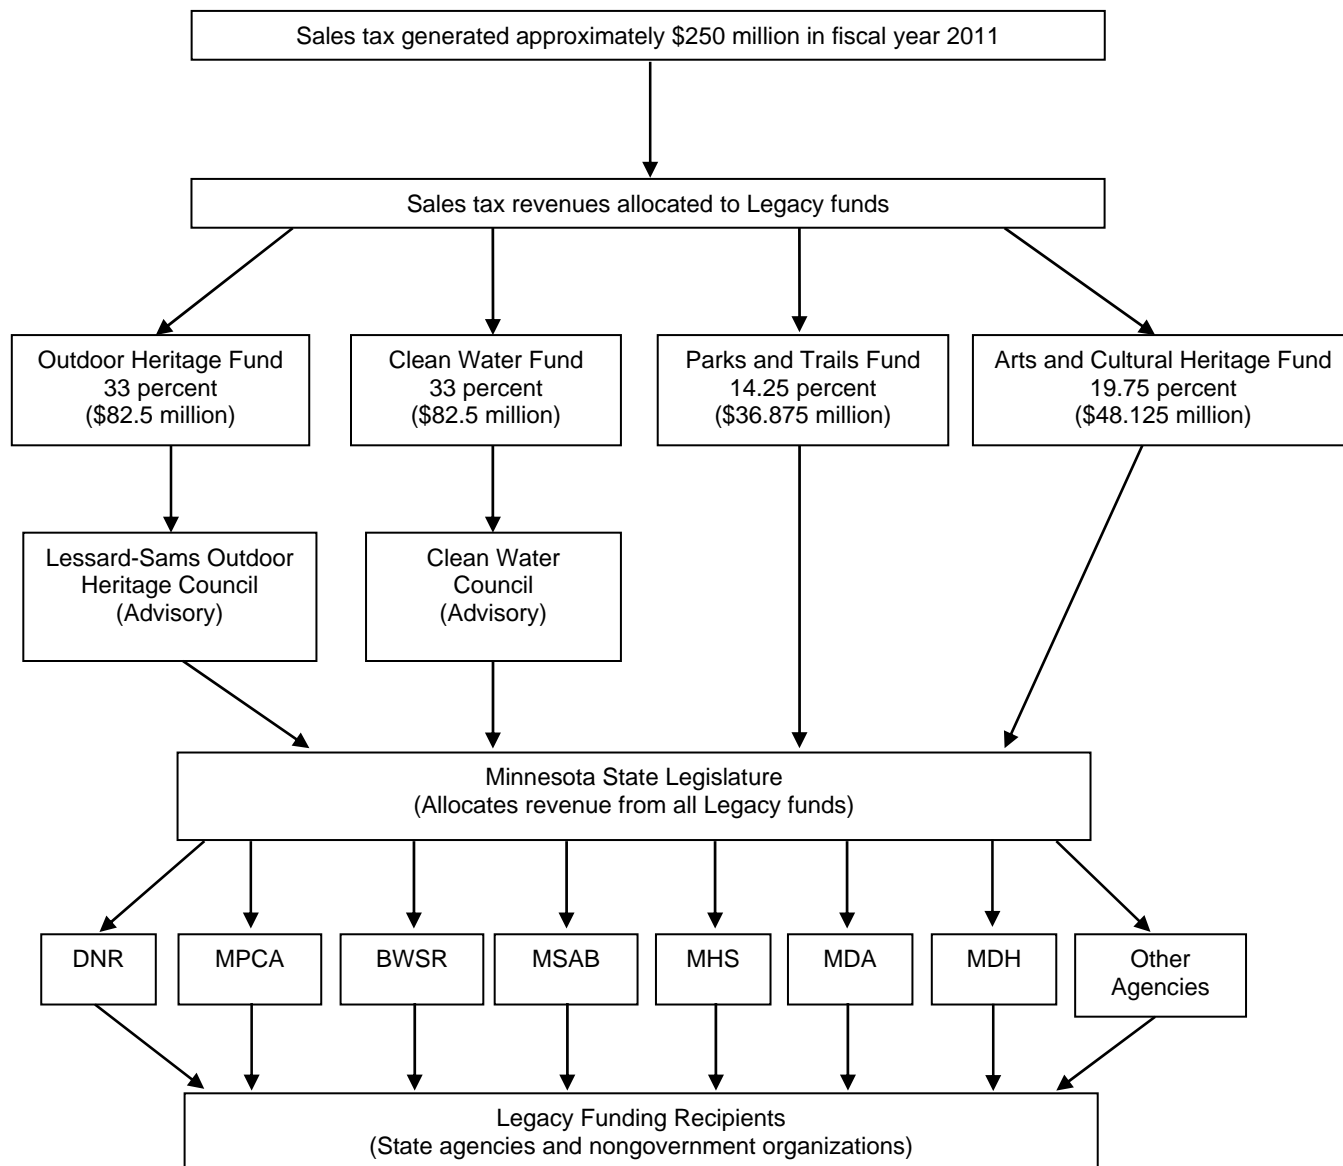 Sales tax generated approximately $250 million in fiscal year 2011
Sales tax revenues allocated to Legacy funds
Outdoor Heritage Fund
33 percent
($82.5 million)
Clean Water Fund
33 percent
($82.5 million)
Parks and Trails Fund
14.25 percent
($36.875 million)
Arts and Cultural Heritage Fund
19.75 percent
($48.125 million)
Lessard-Sams Outdoor
Heritage Council
(Advisory)
Clean Water
Council
(Advisory)
Minnesota State Legislature
(Allocates revenue from all Legacy funds)
DNR
MPCA
BWSR
MSAB
MHS
MDA
MDH
Other
Agencies
Legacy Funding Recipients
(State agencies and nongovernment organizations)